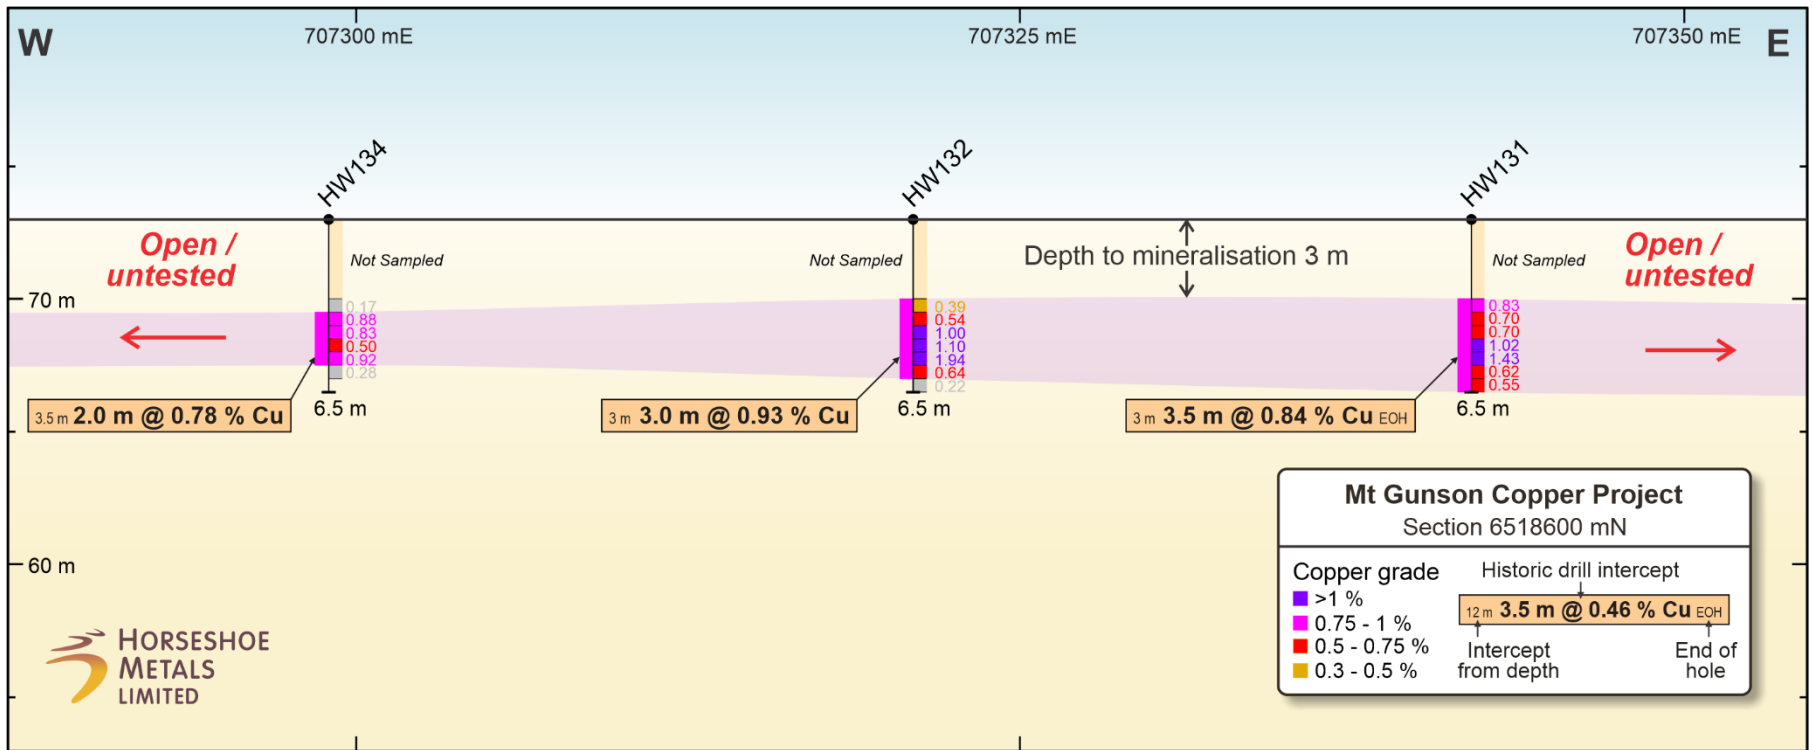 W
707300 mE
707325 mE
707350 mE
E
HW134
HW132
HW131
Open /
untested
Not Sampled
Not Sampled
Depth to mineralisation 3 m
Not Sampled
Open /
untested
70 m
0.17
0.88
0.83
0.50
0.92
0.28
6.5 m
3.5 m 2.0 m @ 0.78 % Cu
0.39
0.54
1.00
1.10
1.94
0.64
0.22
6.5 m
3 m 3.0 m @ 0.93 % Cu
0.83
0.70
0.70
1.02
1.43
0.62
0.55
6.5 m
3 m 3.5 m @ 0.84 % Cu EOH
60 m
HORSESHOE
METALS
LIMITED
Mt Gunson Copper Project
Section 6518600 mN
Copper grade
>1 %
0.75 - 1 %
0.5 - 0.75 %
0.3 - 0.5 %
Historic drill intercept
12 m 3.5 m @ 0.46 % Cu EOH
Intercept
from depth
End of
hole